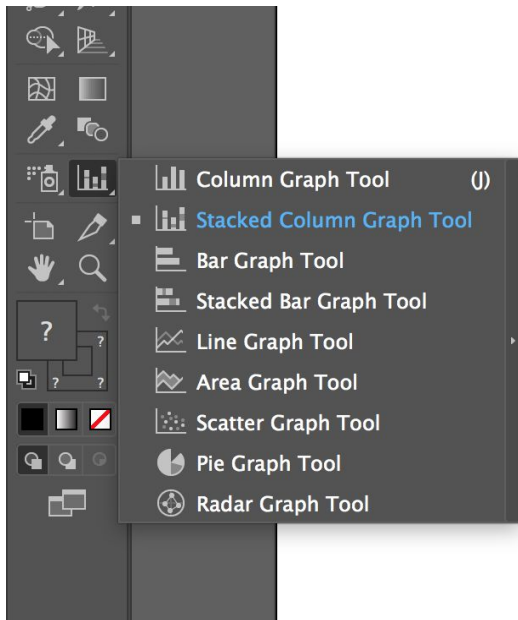 Column Graph Tool (J)
Stacked Column Graph Tool
Bar Graph Tool
Stacked Bar Graph Tool
Line Graph Tool
Area Graph Tool
Scatter Graph Tool
Pie Graph Tool
Radar Graph Tool
?
?
? ?